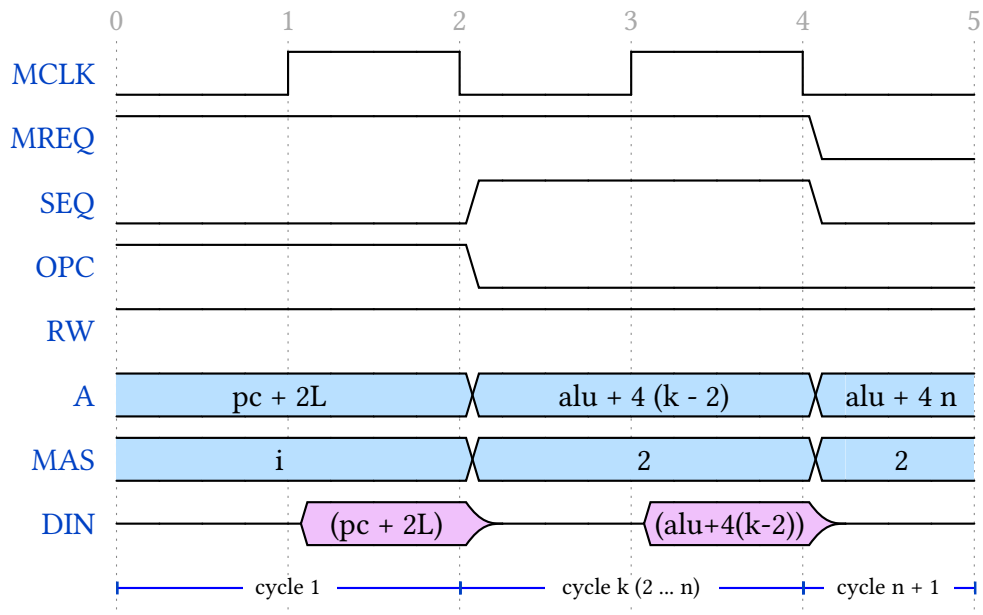 0 1 2 3 4 5
MCLK
MREQ
SEQ
OPC
RW
A pc + 2L alu + 4 (k - 2) alu + 4 n
MAS i 2 2
DIN (pc + 2L) (alu+4(k-2))
cycle 1 cycle k (2 ... n) cycle n + 1